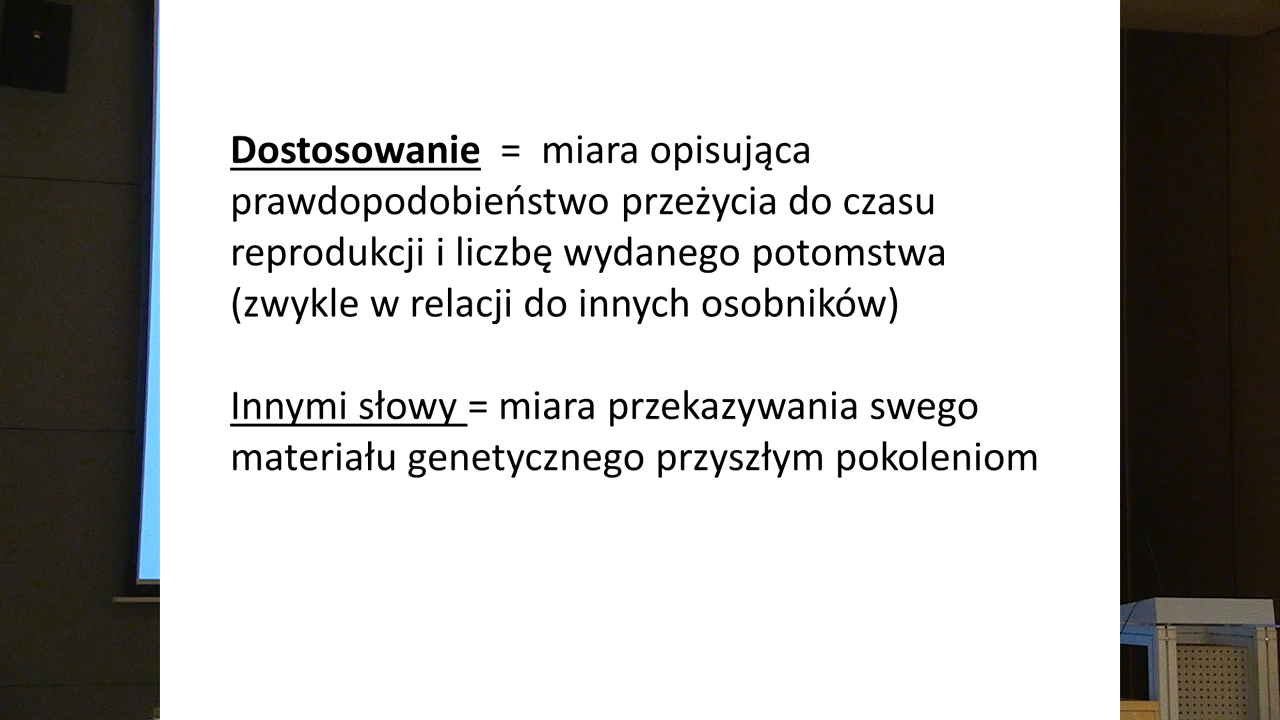 Dostosowanie = miara opisująca
prawdopodobieństwo przeżycia do czasu
reprodukcji i liczbę wydanego potomstwa
(zwykle w relacji do innych osobników)
Innymi słowy = miara przekazywania swego
materiału genetycznego przyszłym pokoleniom